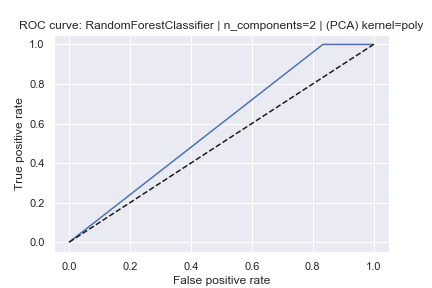 ROC curve: RandomForestClassifier | n_components=2 | (PCA) kernel=poly
1.0
0.8
0.6
0.4
0.2
0.0
True positive rate
0.0 0.2 0.4 0.6 0.8 1.0
False positive rate